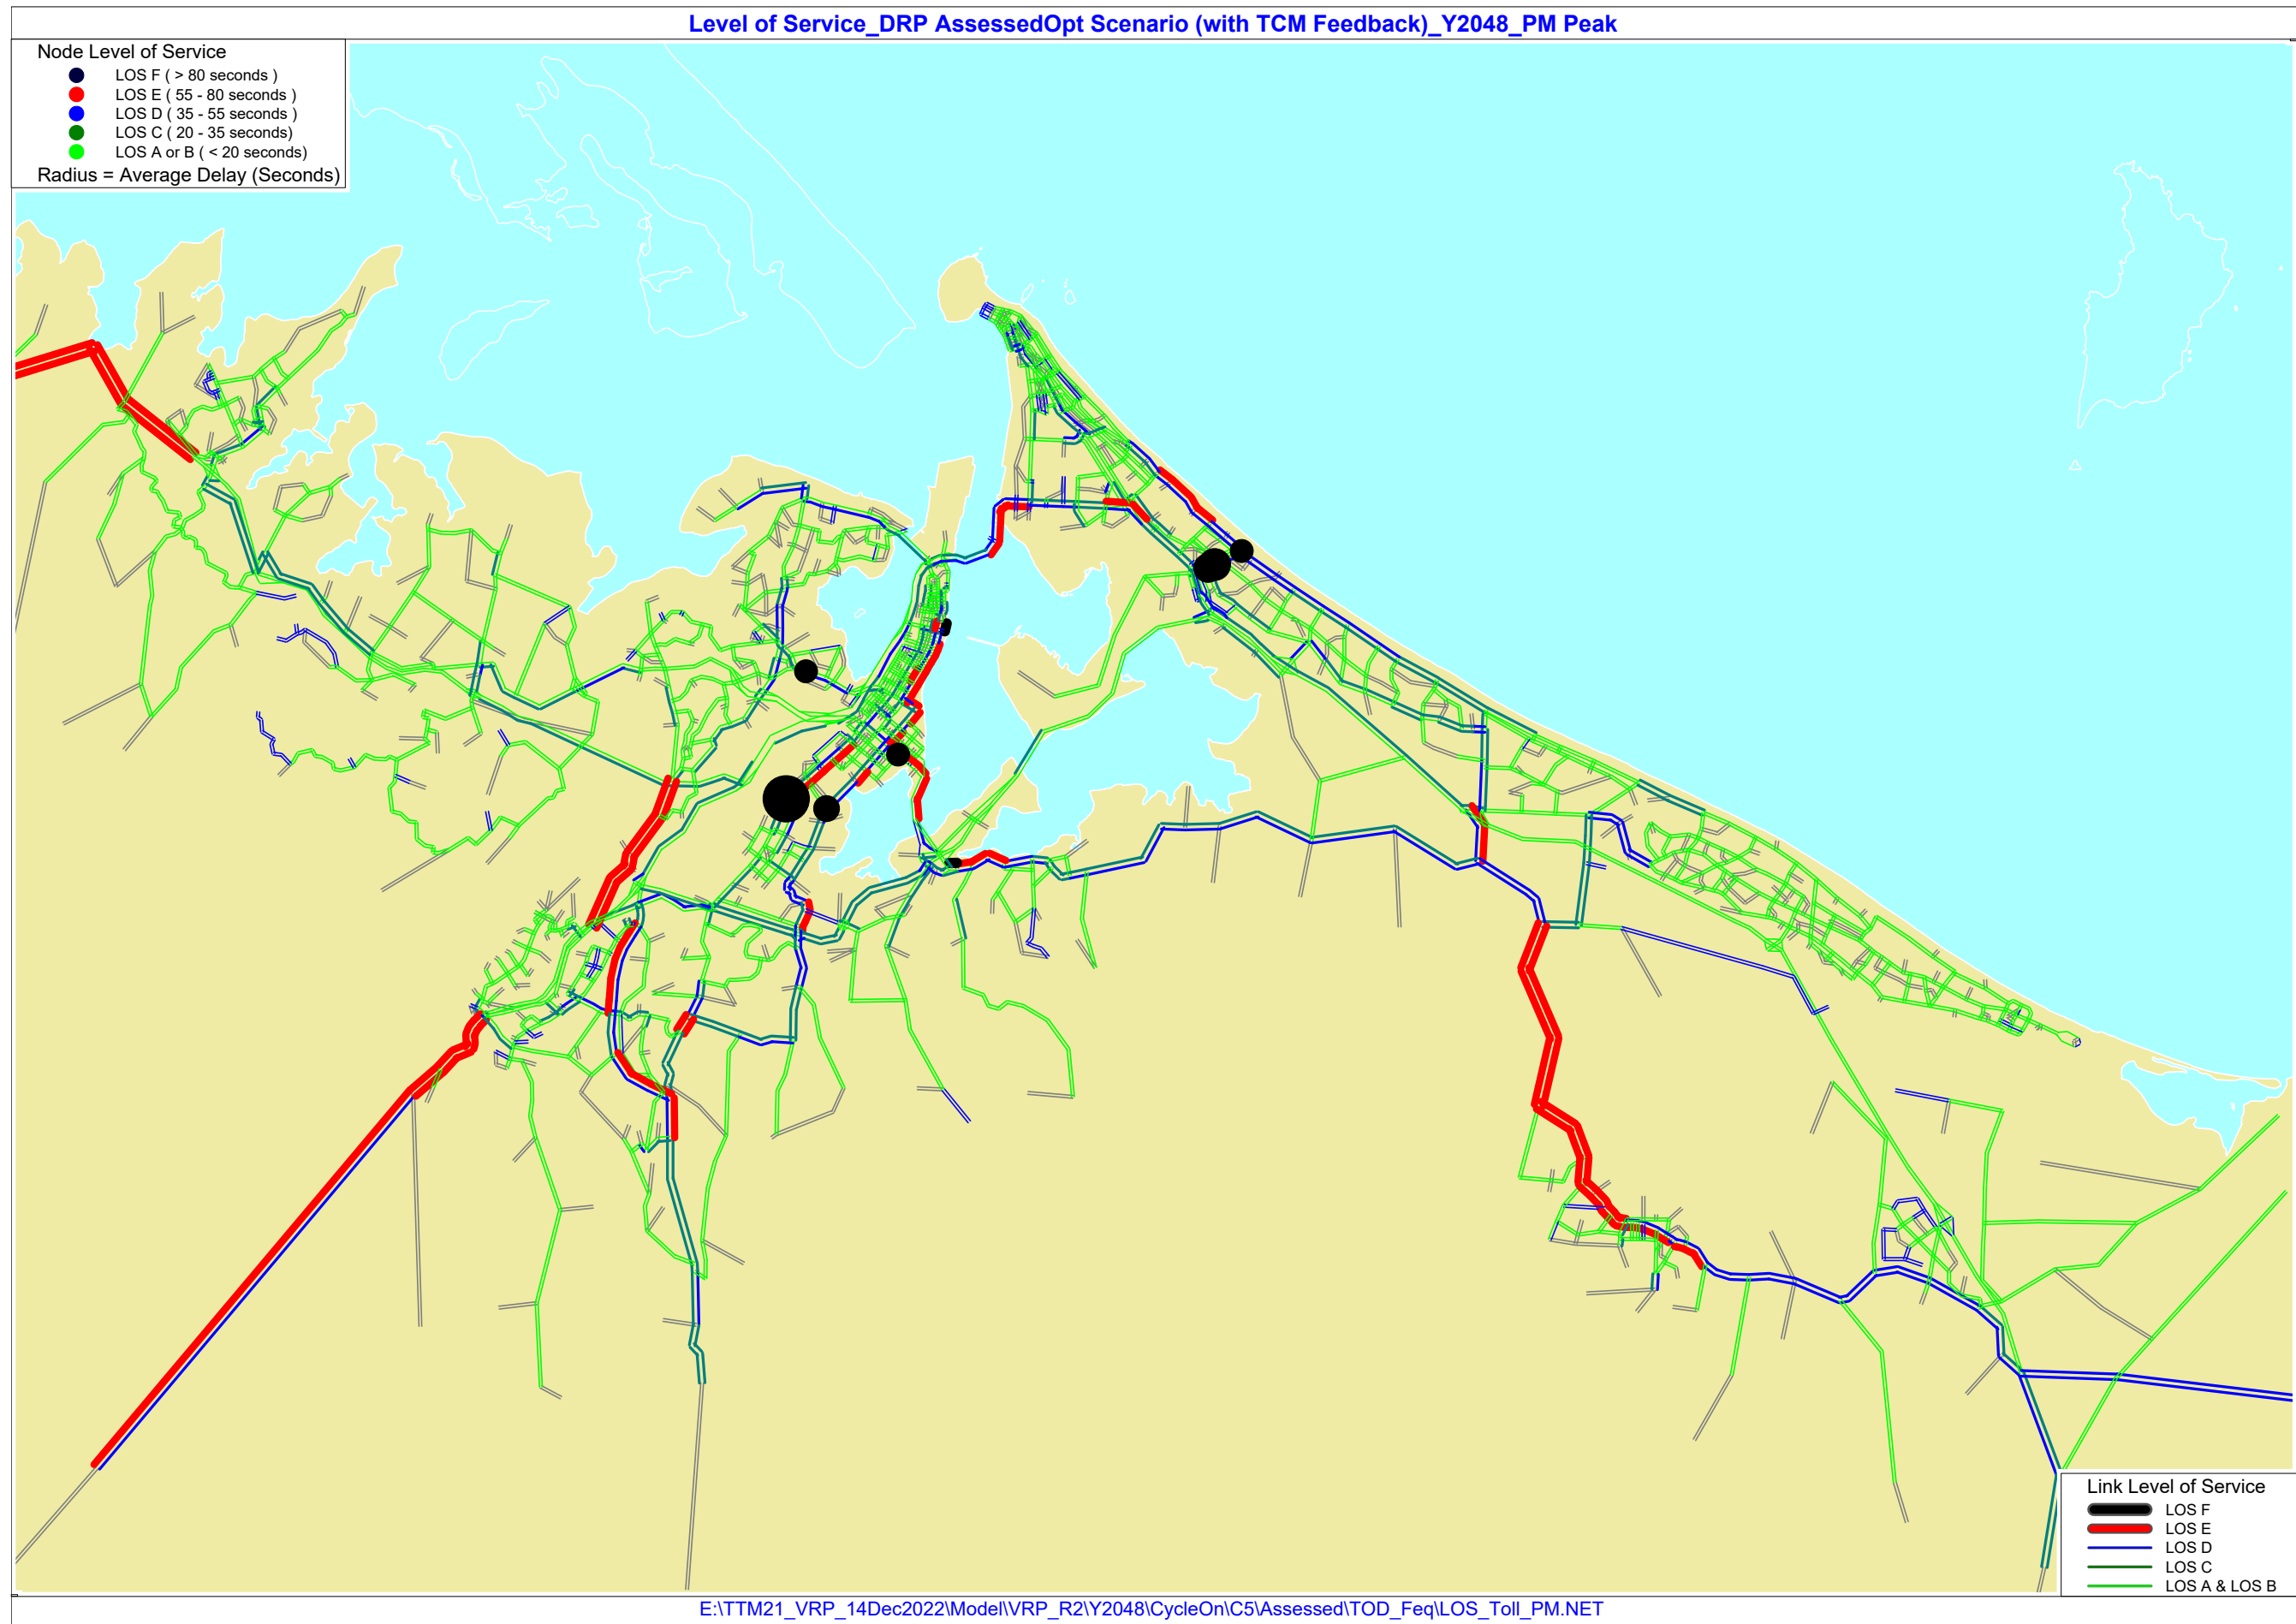 Level of Service_DRP AssessedOpt Scenario (with TCM Feedback)_Y2048_PM Peak
Node Level of Service
LOS F ( > 80 seconds )
LOS E ( 55 - 80 seconds )
LOS D ( 35 - 55 seconds )
LOS C ( 20 - 35 seconds)
LOS A or B ( < 20 seconds)
Radius = Average Delay (Seconds)
Link Level of Service
LOS F
LOS E
LOS D
LOS C
LOS A & LOS B
E:\TTM21_VRP_14Dec2022\Model\VRP_R2\Y2048\CycleOn\C5\Assessed\TOD_Feq\LOS_Toll_PM.NET